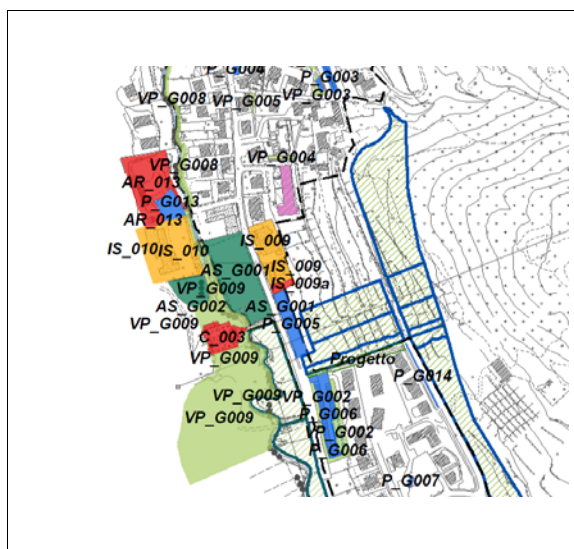 P_G004
P_G003
VP_G008
VP_G005
VP_G003
VP_G008
VP_G004
AR_013
P_G013
AR_013
IS_009
IS_010
IS_010
AS_G001
IS_009
VP_G009
IS_009a
AS_G002
AS_G001
VP_G009
P_G005
C_003
VP_G009
Progetto
P_G014
VP_G009
VP_G002
VP_G009
P_G006
VP_G002
P_G006
P_G007